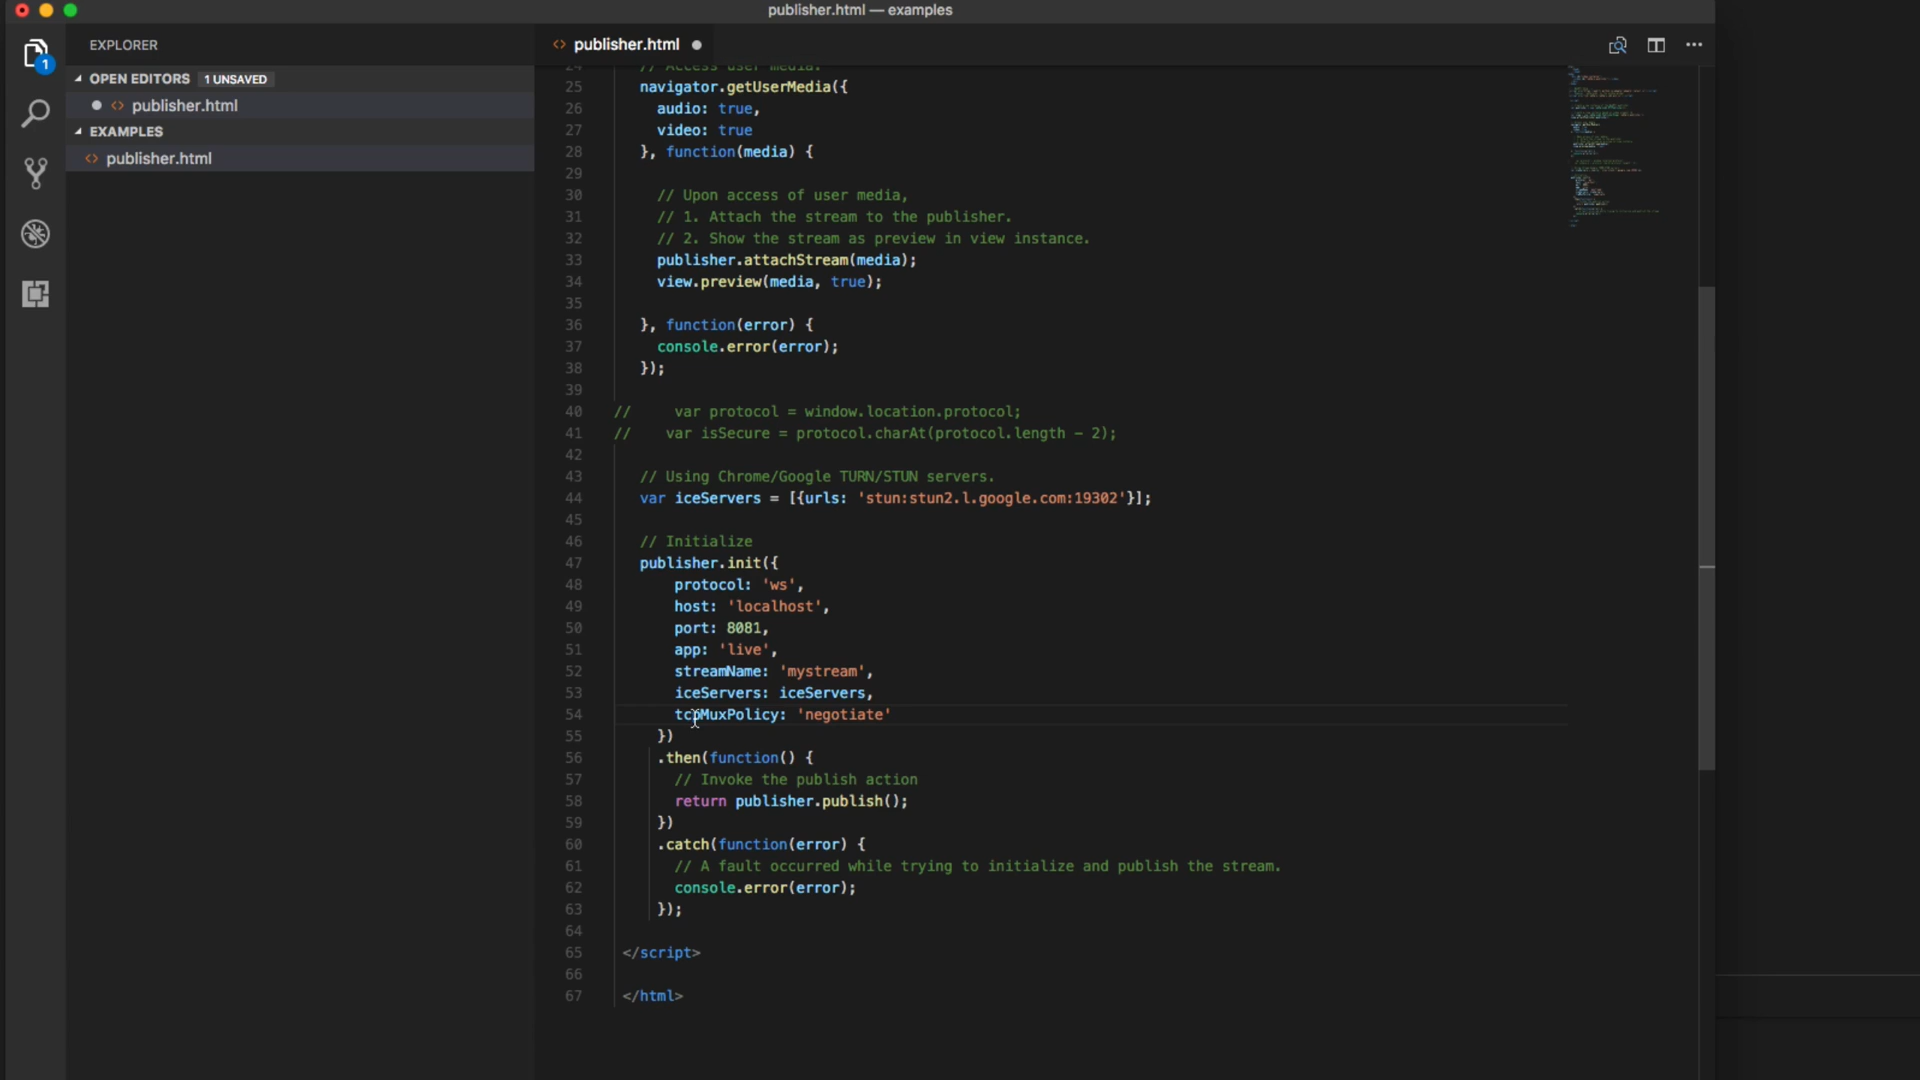 publisher.html — examples
EXPLORER
publisher.html
1
OPEN EDITORS 1 UNSAVED
publisher.html
EXAMPLES
publisher.html
24 // Access user media.
25 navigator.getUserMedia({
26 audio: true,
27 video: true
28 }, function(media) {
29
30 // Upon access of user media,
31 // 1. Attach the stream to the publisher.
32 // 2. Show the stream as preview in view instance.
33 publisher.attachStream(media);
34 view.preview(media, true);
35
36 }, function(error) {
37 console.error(error);
38 });
39
40 // var protocol = window.location.protocol;
41 // var isSecure = protocol.charAt(protocol.length - 2);
42
43 // Using Chrome/Google TURN/STUN servers.
44 var iceServers = [{urls: 'stun:stun2.l.google.com:19302'}];
45
46 // Initialize
47 publisher.init({
48 protocol: 'ws',
49 host: 'localhost',
50 port: 8081,
51 app: 'live',
52 streamName: 'mystream',
53 iceServers: iceServers,
54 tcpMuxPolicy: 'negotiate'
55 })
56 .then(function() {
57 // Invoke the publish action
58 return publisher.publish();
59 })
60 .catch(function(error) {
61 // A fault occurred while trying to initialize and publish the stream.
62 console.error(error);
63 });
64
65 </script>
66
67 </html>